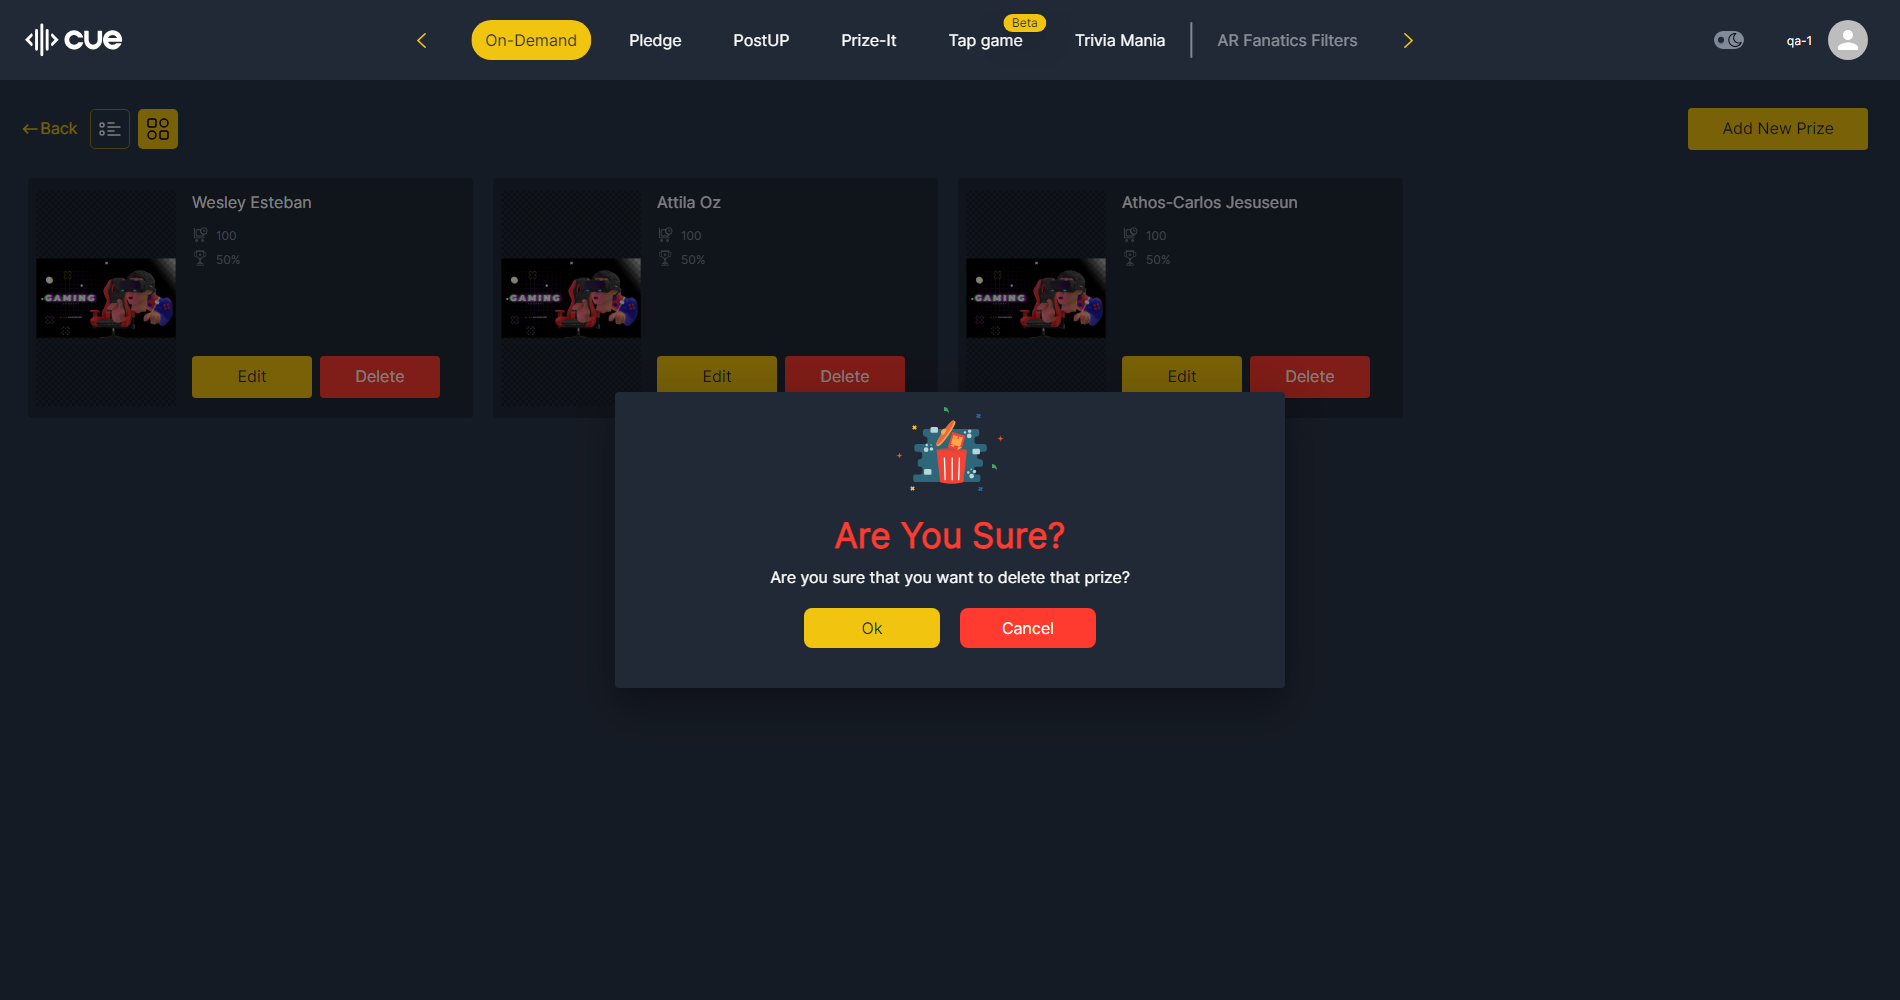 cue
On-Demand
Pledge
PostUP
Prize-It
Tap game
Beta
Trivia Mania
AR Fanatics Filters
qa-1
Back
Add New Prize
Wesley Esteban
100
50%
GAMING
Edit
Delete
Attila Oz
100
50%
GAMING
Edit
Delete
Athos-Carlos Jesuseun
100
50%
GAMING
Edit
Delete
Are You Sure?
Are you sure that you want to delete that prize?
Ok
Cancel